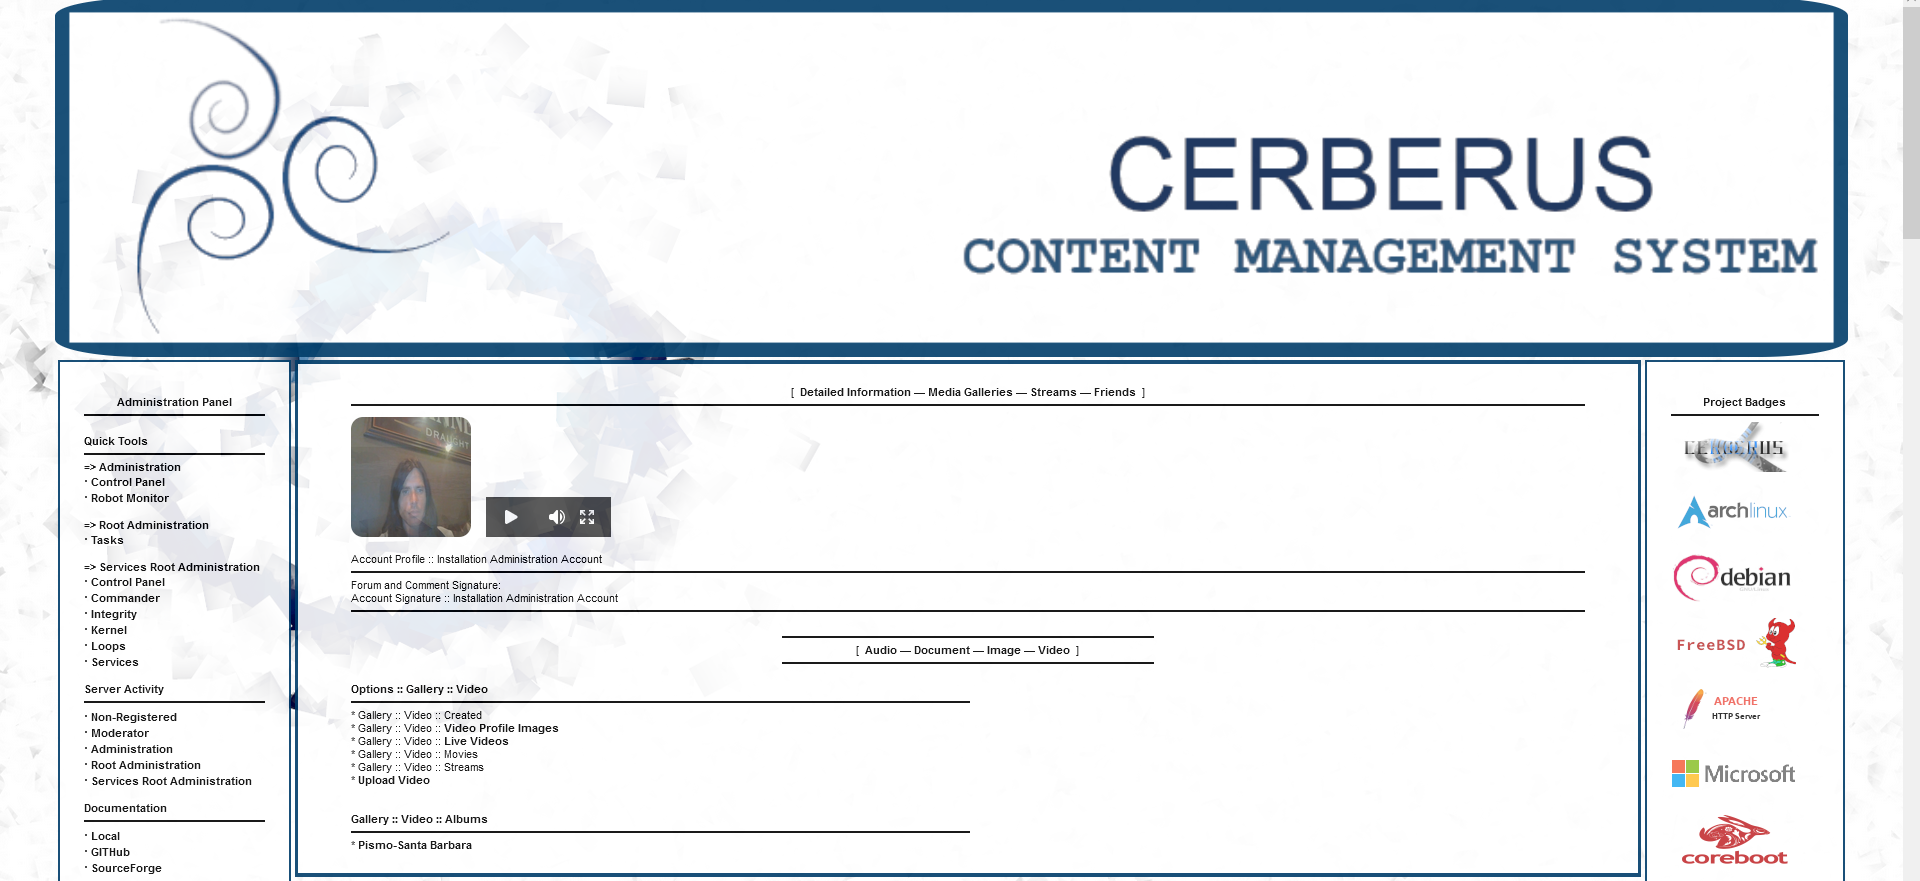 CERBERUS
CONTENT MANAGEMENT SYSTEM
Administration Panel
Quick Tools
=> Administration
· Control Panel
· Robot Monitor
=> Root Administration
· Tasks
=> Services Root Administration
· Control Panel
· Commander
· Integrity
· Kernel
· Loops
· Services
Server Activity
· Non-Registered
· Moderator
· Administration
· Root Administration
· Services Root Administration
Documentation
· Local
· GITHub
· SourceForge
[ Detailed Information — Media Galleries — Streams — Friends ]
DRAUGHT
Account Profile :: Installation Administration Account
Forum and Comment Signature:
Account Signature :: Installation Administration Account
[ Audio — Document — Image — Video ]
Options :: Gallery :: Video
* Gallery :: Video :: Created
* Gallery :: Video :: Video Profile Images
* Gallery :: Video :: Live Videos
* Gallery :: Video :: Movies
* Gallery :: Video :: Streams
* Upload Video
Gallery :: Video :: Albums
* Pismo-Santa Barbara
Project Badges
CERBERUS
archlinux
debian
FreeBSD
APACHE
HTTP Server
Microsoft
coreboot